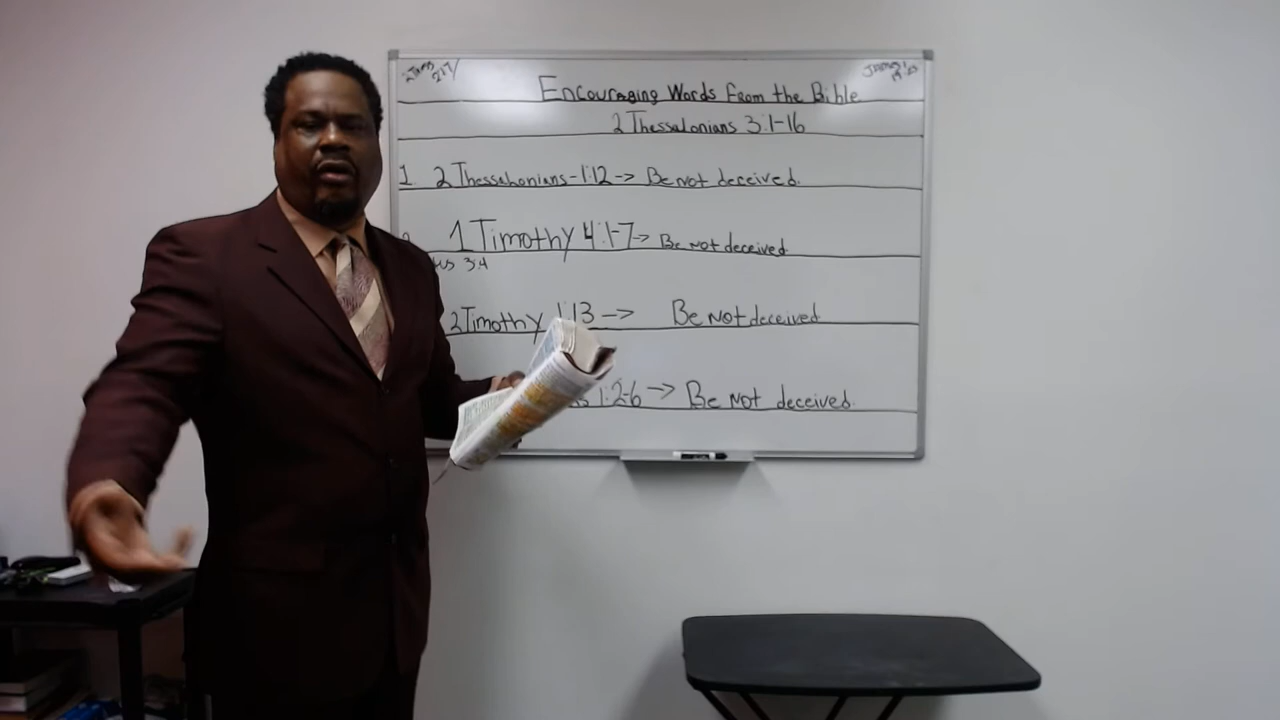 Encouraging Words From the Bible
2 Thessalonians 3:1-16
1 2 Thessalonians-1:12-> Be not deceived.
1 Timothy 4:1-7-> Be not deceived
3:4
2 Timothy 1:13 -> Be Not deceived
1:2-6 -> Be Not deceived.